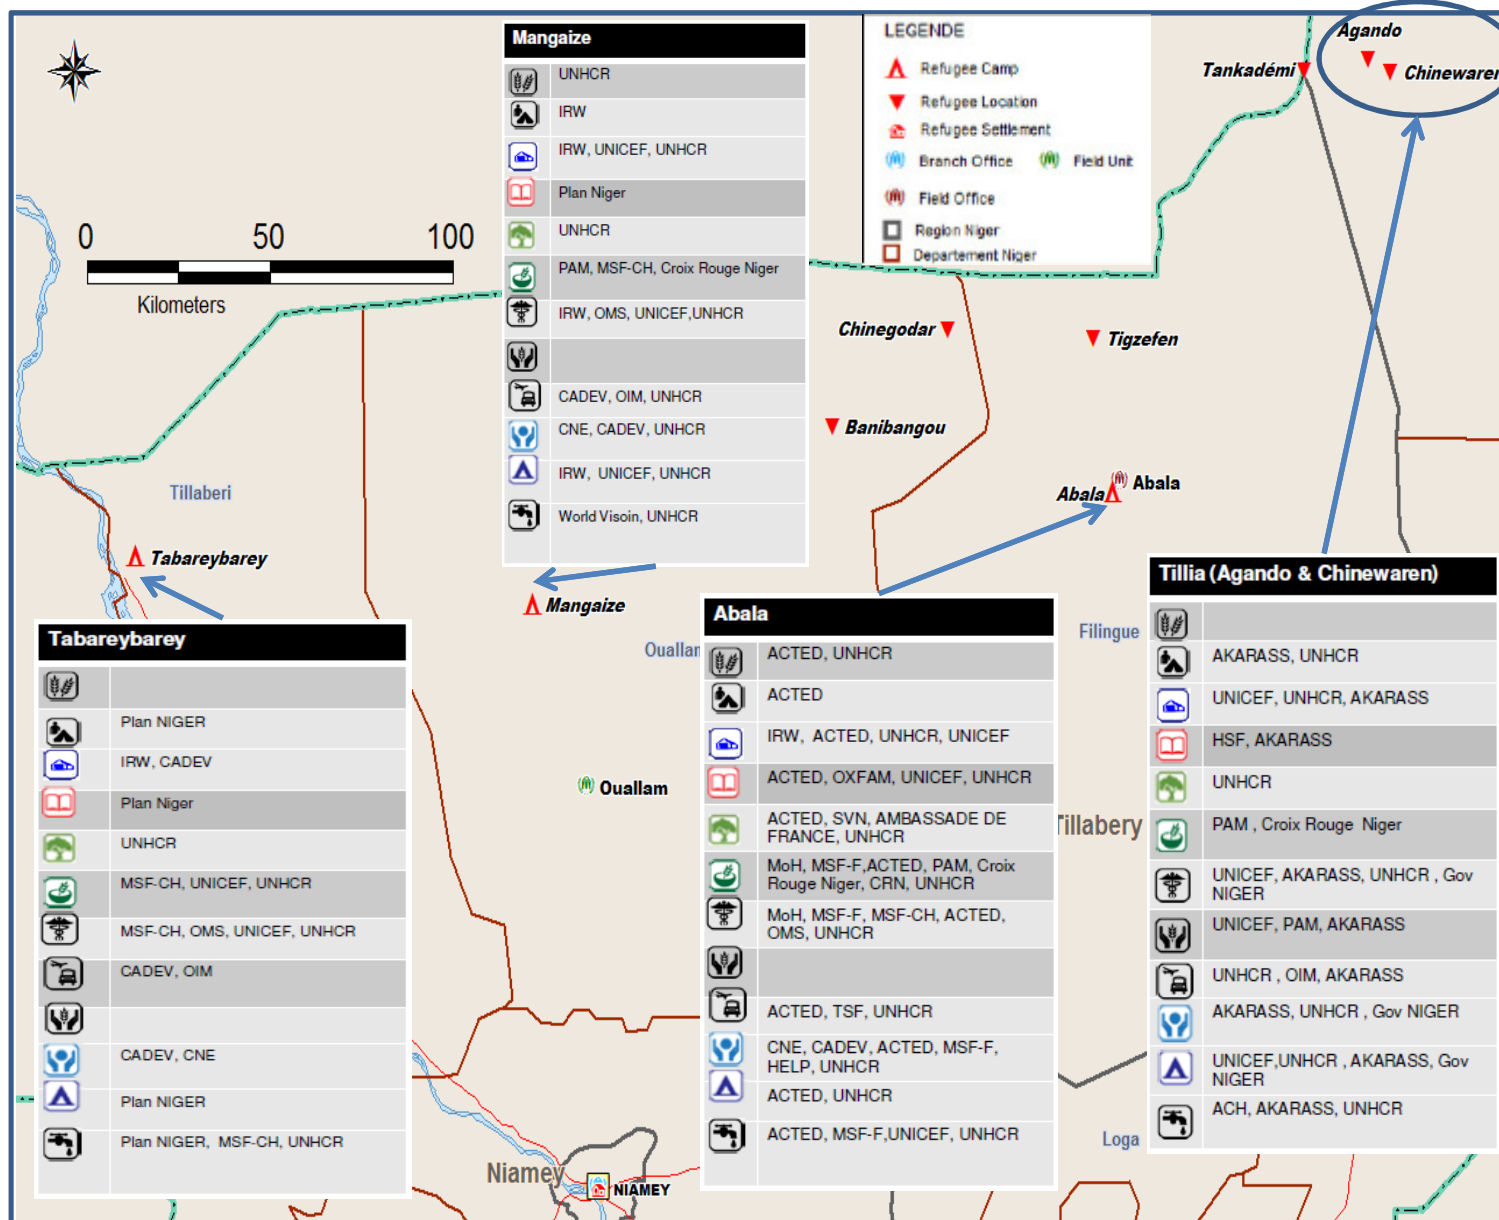 Mangaize
UNHCR
IRW
IRW, UNICEF, UNHCR
Plan Niger
UNHCR
PAM, MSF-CH, Croix Rouge Niger
IRW, OMS, UNICEF,UNHCR
CADEV, OIM, UNHCR
CNE, CADEV, UNHCR
IRW, UNICEF, UNHCR
World Visoin, UNHCR
LEGENDE
Refugee Camp
Refugee Location
Refugee Settlement
Branch Office
Field Unit
Field Office
Region Niger
Departement Niger
Agando
Tankadémi
Chinewaren
0 50 100
Kilometers
Chinegodar
Tigzefen
Banibangou
Abala
Abala
Tillaberi
Tabareybarey
Mangaize
Filingue
Ouallam
Tillabery
Loga
Niamey
NIAMEY
Tabareybarey
Plan NIGER
IRW, CADEV
Plan Niger
UNHCR
MSF-CH, UNICEF, UNHCR
MSF-CH, OMS, UNICEF, UNHCR
CADEV, OIM
CADEV, CNE
Plan NIGER
Plan NIGER, MSF-CH, UNHCR
Abala
ACTED, UNHCR
ACTED
IRW, ACTED, UNHCR, UNICEF
ACTED, OXFAM, UNICEF, UNHCR
ACTED, SVN, AMBASSADE DE
FRANCE, UNHCR
MoH, MSF-F,ACTED, PAM, Croix
Rouge Niger, CRN, UNHCR
MoH, MSF-F, MSF-CH, ACTED,
OMS, UNHCR
ACTED, TSF, UNHCR
CNE, CADEV, ACTED, MSF-F,
HELP, UNHCR
ACTED, UNHCR
ACTED, MSF-F,UNICEF, UNHCR
Tillia (Agando & Chinewaren)
AKARASS, UNHCR
UNICEF, UNHCR, AKARASS
HSF, AKARASS
UNHCR
PAM , Croix Rouge Niger
UNICEF, AKARASS, UNHCR , Gov
NIGER
UNICEF, PAM, AKARASS
UNHCR , OIM, AKARASS
AKARASS, UNHCR , Gov NIGER
UNICEF,UNHCR , AKARASS, Gov
NIGER
ACH, AKARASS, UNHCR